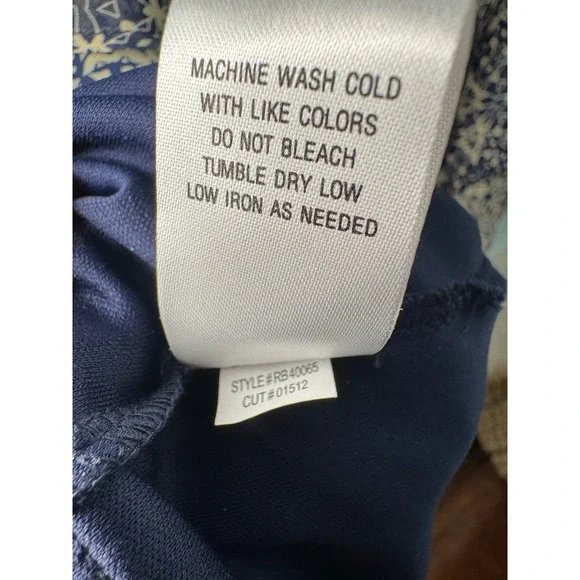 MACHINE WASH COLD
WITH LIKE COLORS
DO NOT BLEACH
TUMBLE DRY LOW
LOW IRON AS NEEDED
STYLE#RB40065
CUT#01512